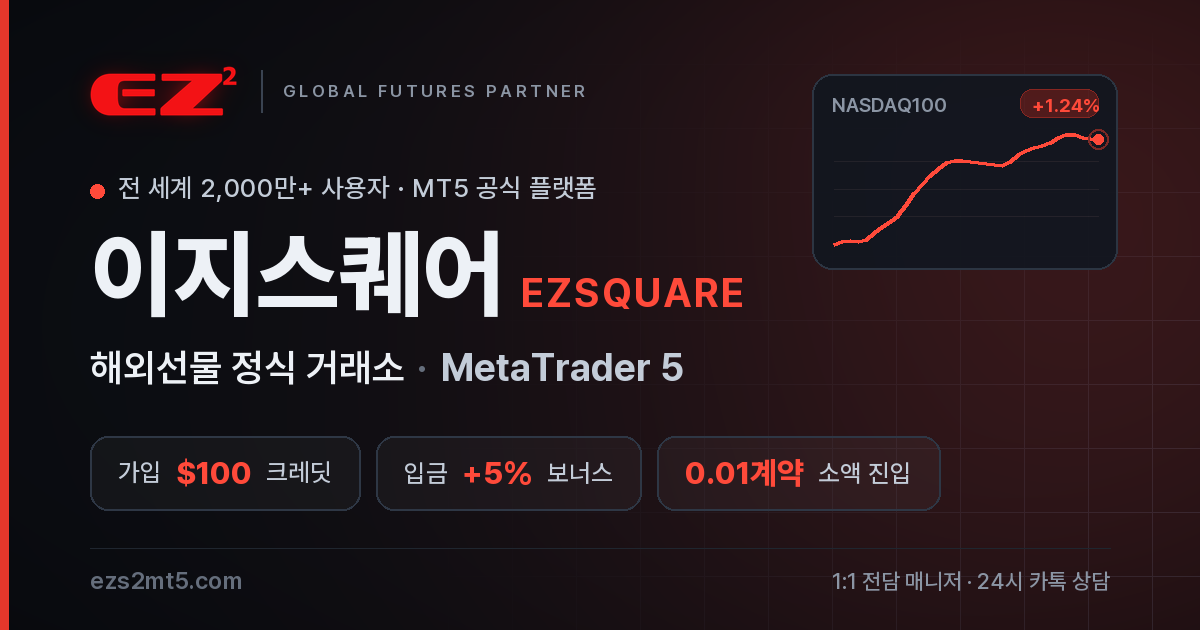 EZ²
GLOBAL FUTURES PARTNER
NASDAQ100
+1.24%
전 세계 2,000만+ 사용자 · MT5 공식 플랫폼
이지스퀘어 EZSQUARE
해외선물 정식 거래소 · MetaTrader 5
가입 $100 크레딧
입금 +5% 보너스
0.01계약 소액 진입
ezs2mt5.com
1:1 전담 매니저 · 24시 카톡 상담